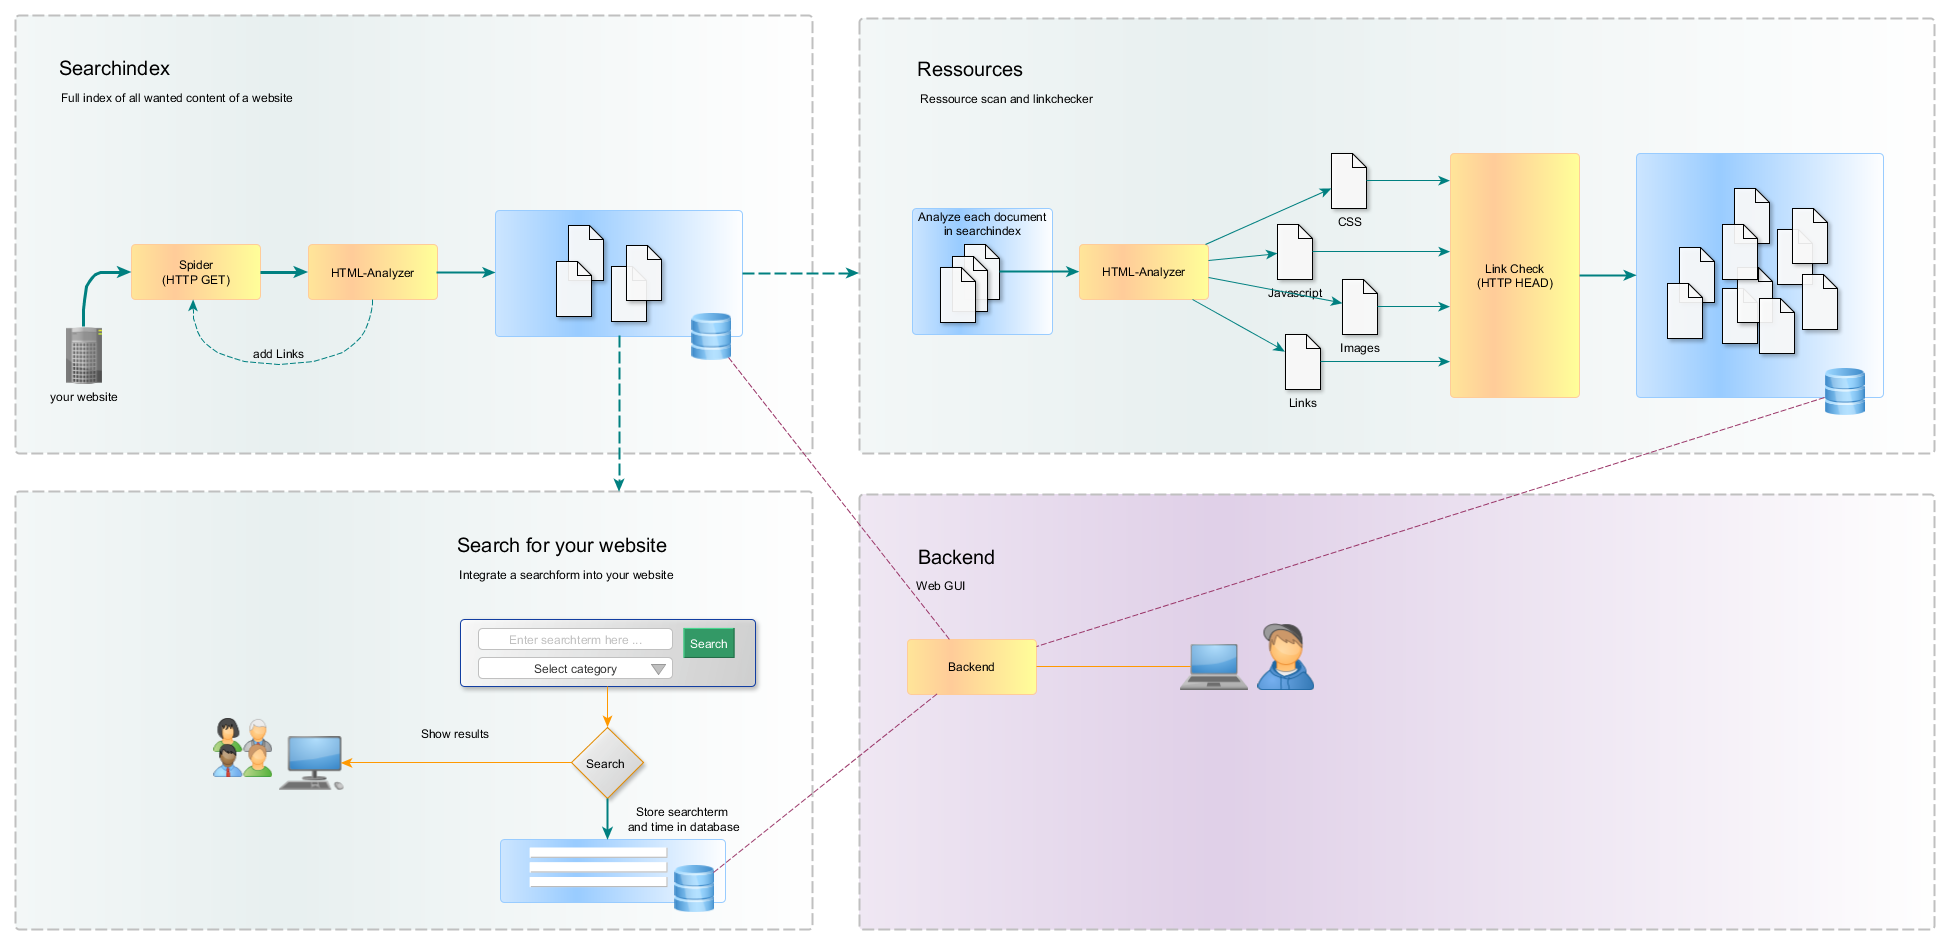 Searchindex
Full index of all wanted content of a website
Spider
(HTTP GET)
HTML-Analyzer
add Links
your website
Ressources
Ressource scan and linkchecker
Analyze each document
in searchindex
HTML-Analyzer
CSS
Javascript
Images
Links
Link Check
(HTTP HEAD)
Search for your website
Integrate a searchform into your website
Enter searchterm here ...
Search
Select category
Show results
Search
Store searchterm
and time in database
Backend
Web GUI
Backend